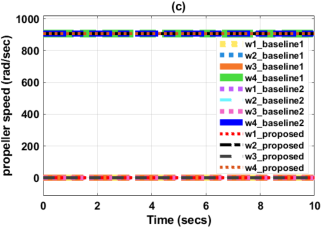 (c)
propeller speed (rad/sec)
1000
800
600
400
200
0
w1_baseline1
w2_baseline1
w3_baseline1
w4_baseline1
w1_baseline2
w2_baseline2
w3_baseline2
w4_baseline2
w1_proposed
w2_proposed
w3_proposed
w4_proposed
0 2 4 6 8 10
Time (secs)